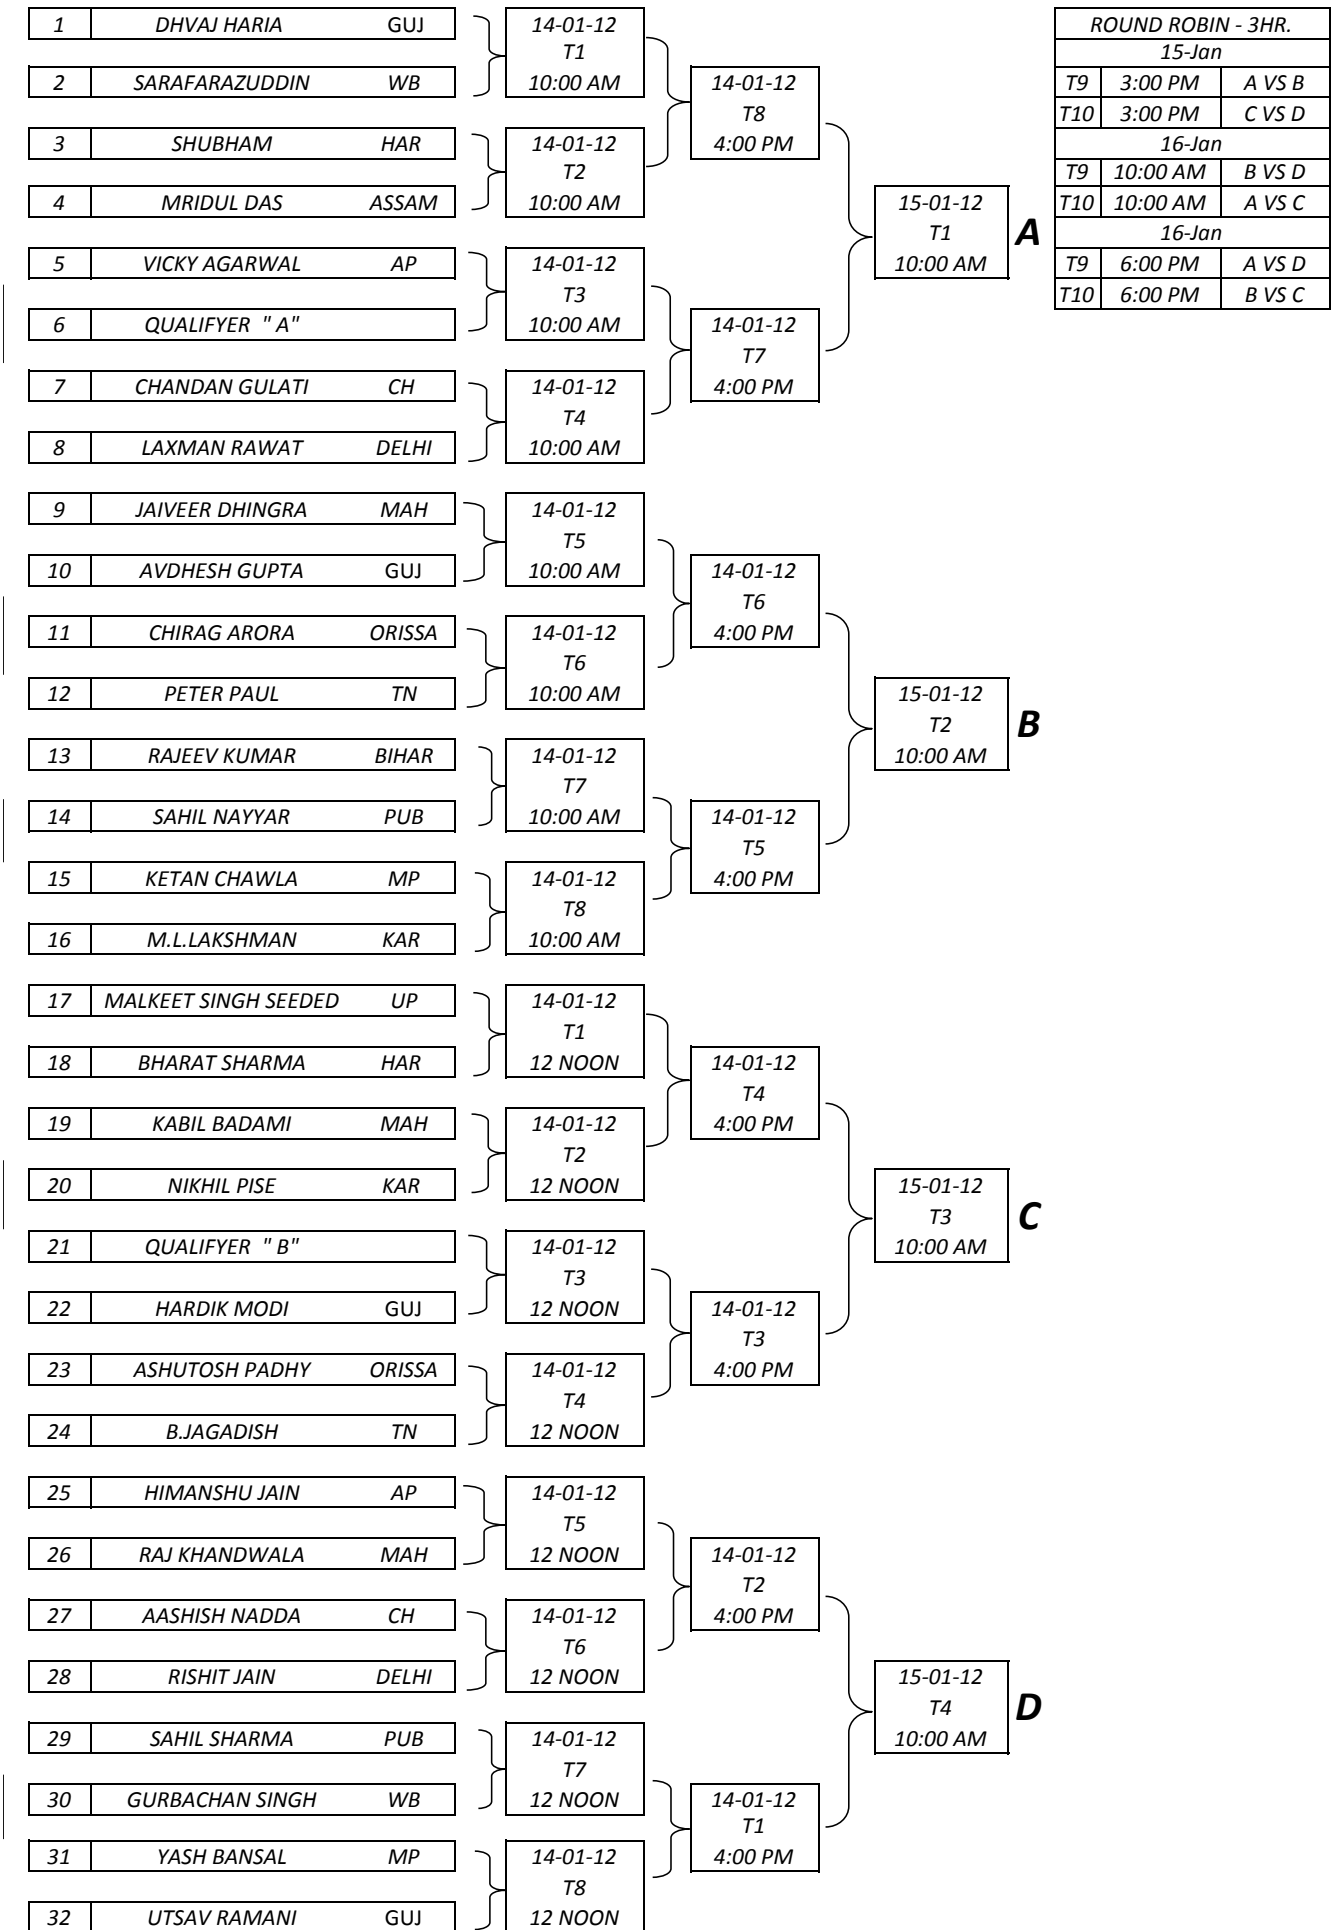 1 DHVAJ HARIA GUJ 14-01-12 ROUND ROBIN - 3HR.
T1 15-Jan
2 SARAFARAZUDDIN WB 10:00 AM 14-01-12 T9 3:00 PM A VS B
T8 T10 3:00 PM C VS D
3 SHUBHAM HAR 14-01-12 4:00 PM 16-Jan
T2 T9 10:00 AM B VS D
4 MRIDUL DAS ASSAM 10:00 AM 15-01-12 T10 10:00 AM A VS C
T1 A 16-Jan
5 VICKY AGARWAL AP 14-01-12 10:00 AM T9 6:00 PM A VS D
T3 T10 6:00 PM B VS C
6 QUALIFYER " A" 10:00 AM 14-01-12
T7
7 CHANDAN GULATI CH 14-01-12 4:00 PM
T4
8 LAXMAN RAWAT DELHI 10:00 AM
9 JAIVEER DHINGRA MAH 14-01-12
T5
10 AVDHESH GUPTA GUJ 10:00 AM 14-01-12
T6
11 CHIRAG ARORA ORISSA 14-01-12 4:00 PM
T6
12 PETER PAUL TN 10:00 AM 15-01-12
T2 B
13 RAJEEV KUMAR BIHAR 14-01-12 10:00 AM
T7
14 SAHIL NAYYAR PUB 10:00 AM 14-01-12
T5
15 KETAN CHAWLA MP 14-01-12 4:00 PM
T8
16 M.L.LAKSHMAN KAR 10:00 AM
17 MALKEET SINGH SEEDED UP 14-01-12
T1
18 BHARAT SHARMA HAR 12 NOON 14-01-12
T4
19 KABIL BADAMI MAH 14-01-12 4:00 PM
T2
20 NIKHIL PISE KAR 12 NOON 15-01-12
T3 C
21 QUALIFYER " B" 14-01-12 10:00 AM
T3
22 HARDIK MODI GUJ 12 NOON 14-01-12
T3
23 ASHUTOSH PADHY ORISSA 14-01-12 4:00 PM
T4
24 B.JAGADISH TN 12 NOON
25 HIMANSHU JAIN AP 14-01-12
T5
26 RAJ KHANDWALA MAH 12 NOON 14-01-12
T2
27 AASHISH NADDA CH 14-01-12 4:00 PM
T6
28 RISHIT JAIN DELHI 12 NOON 15-01-12
T4 D
29 SAHIL SHARMA PUB 14-01-12 10:00 AM
T7
30 GURBACHAN SINGH WB 12 NOON 14-01-12
T1
31 YASH BANSAL MP 14-01-12 4:00 PM
T8
32 UTSAV RAMANI GUJ 12 NOON